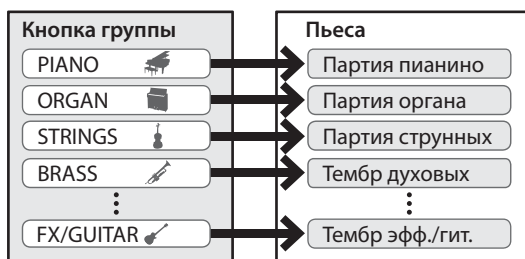 Кнопка группы
Пьеса
PIANO
Партия пианино
ORGAN
Партия органа
STRINGS
Партия струнных
BRASS
Тембр духовых
FX/GUITAR
Тембр эфф./гит.